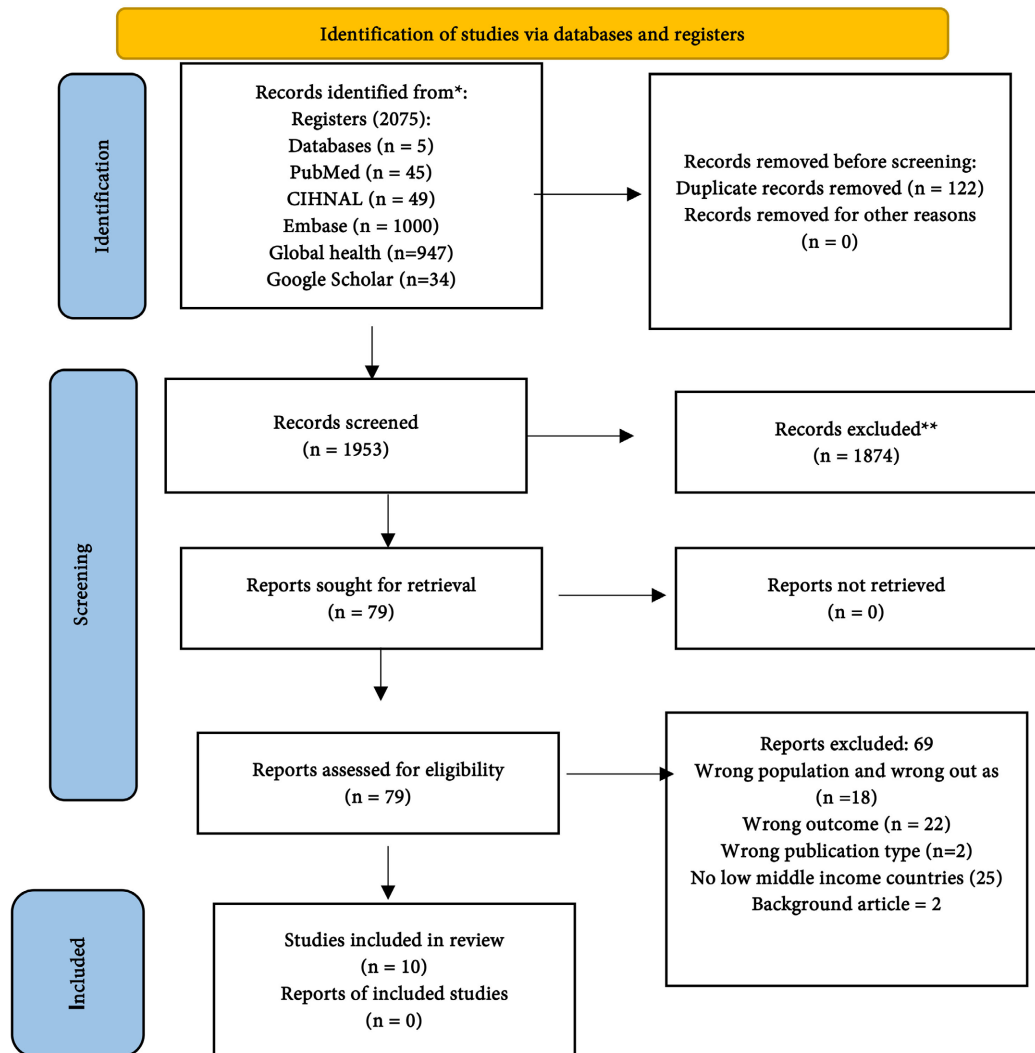 Identification of studies via databases and registers
Identification
Records identified from*:
Registers (2075):
Databases (n = 5)
PubMed (n = 45)
CIHNAL (n = 49)
Embase (n = 1000)
Global health (n=947)
Google Scholar (n=34)
Records removed before screening:
Duplicate records removed (n = 122)
Records removed for other reasons
(n = 0)
Screening
Records screened
(n = 1953)
Records excluded**
(n = 1874)
Reports sought for retrieval
(n = 79)
Reports not retrieved
(n = 0)
Reports assessed for eligibility
(n = 79)
Reports excluded: 69
Wrong population and wrong out as
(n =18)
Wrong outcome (n = 22)
Wrong publication type (n=2)
No low middle income countries (25)
Background article = 2
Included
Studies included in review
(n = 10)
Reports of included studies
(n = 0)